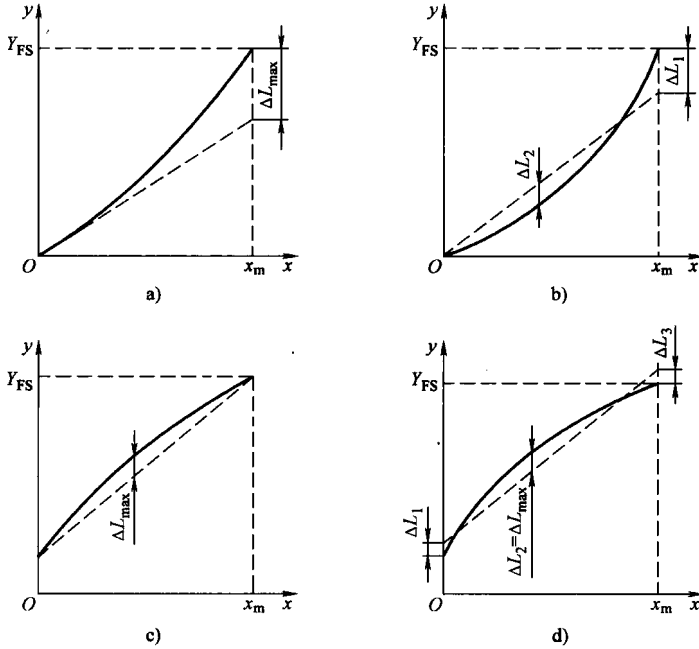 y
Y_FS
ΔL_max
O
x_m
x
a)
y
Y_FS
ΔL_1
ΔL_2
O
x_m
x
b)
y
Y_FS
ΔL_max
O
x_m
x
c)
y
ΔL_3
Y_FS
ΔL_1
ΔL_2=ΔL_max
O
x_m
x
d)